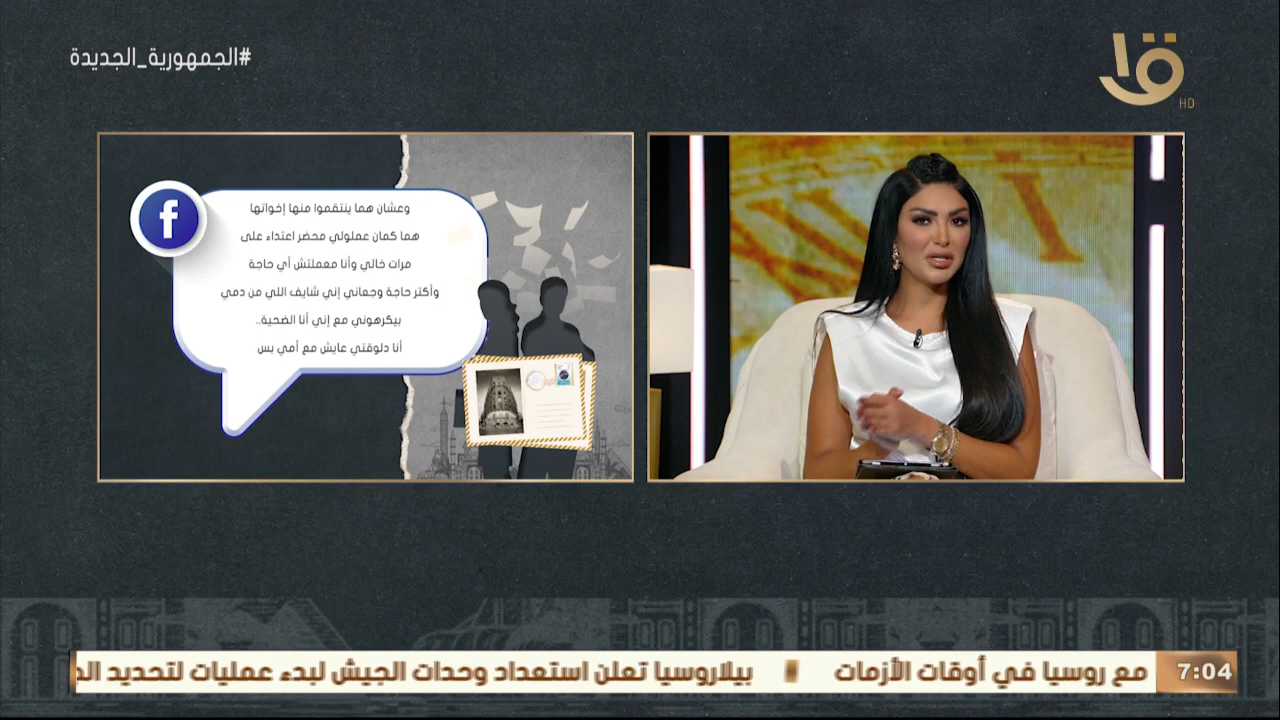 #الجمهورية_الجديدة
HD
وعشان هما ينتقموا منها إخواتها
هما كمان عملولي محضر اعتداء على
مرات خالي وأنا معملتش أي حاجة
وأكتر حاجة وجعاني إني شايف اللي من دمي
بيكرهوني مع إني أنا الضحية..
أنا دلوقتي عايش مع أمي بس
7:04 مع روسيا في أوقات الأزمات بيلاروسيا تعلن استعداد وحدات الجيش لبدء عمليات لتحديد